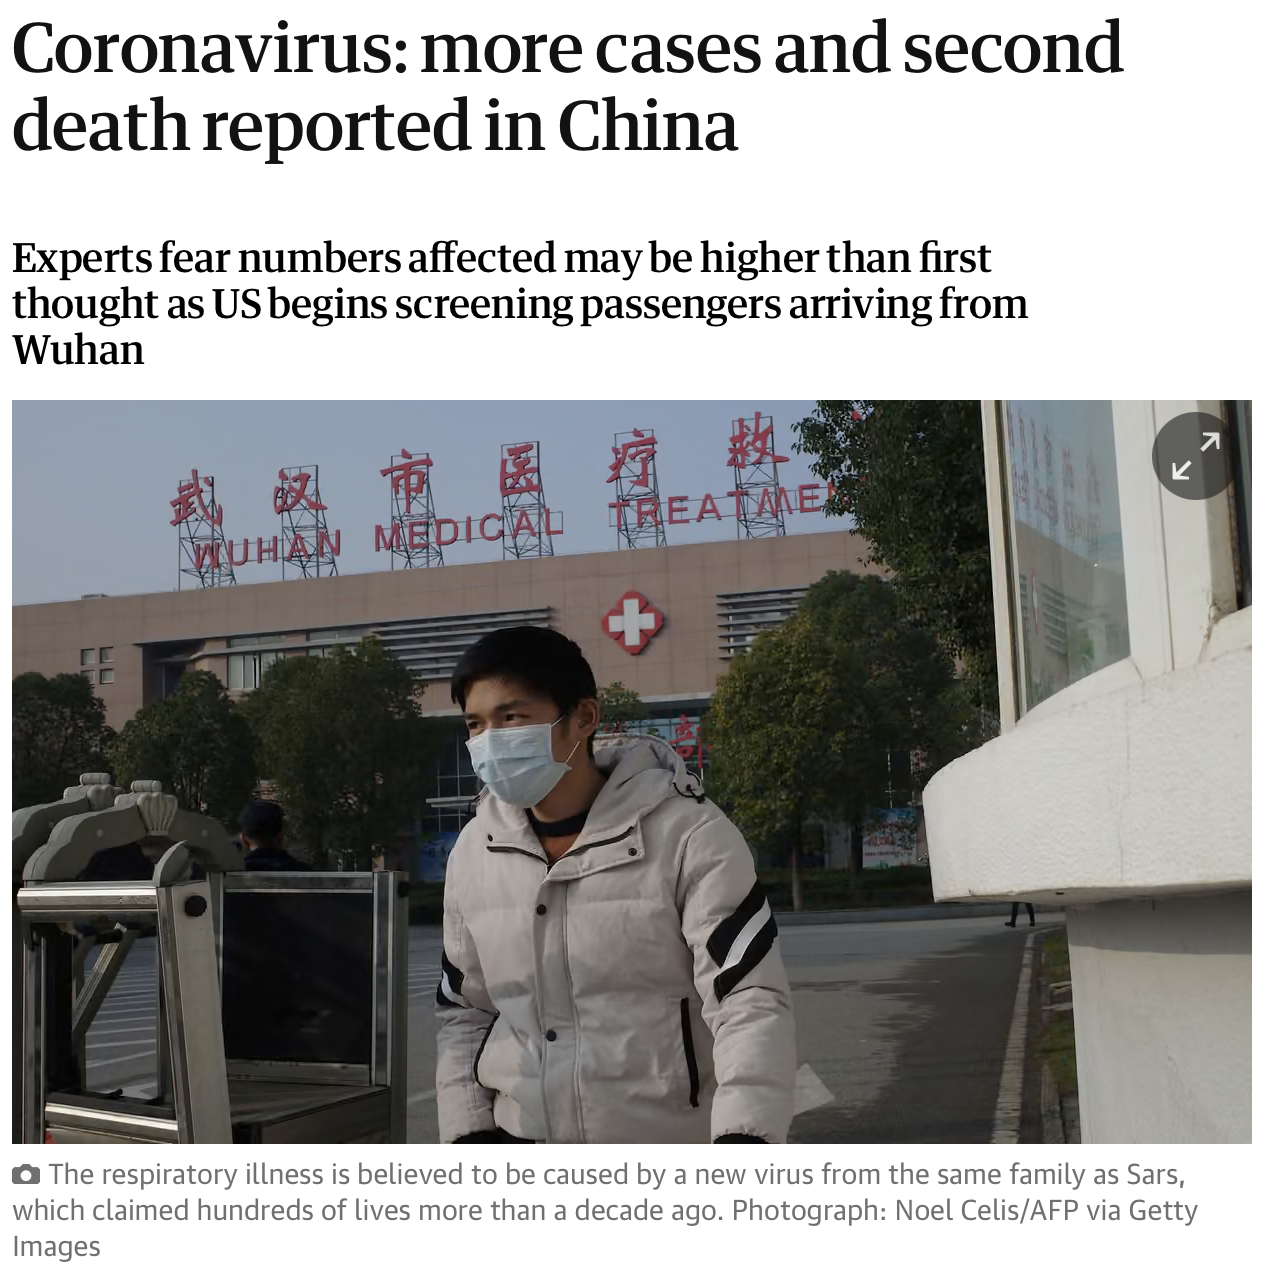 Coronavirus: more cases and second
death reported in China
Experts fear numbers affected may be higher than first
thought as US begins screening passengers arriving from
Wuhan
武汉市医疗救
WUHAN MEDICAL TREATMEN
部
The respiratory illness is believed to be caused by a new virus from the same family as Sars,
which claimed hundreds of lives more than a decade ago. Photograph: Noel Celis/AFP via Getty
Images